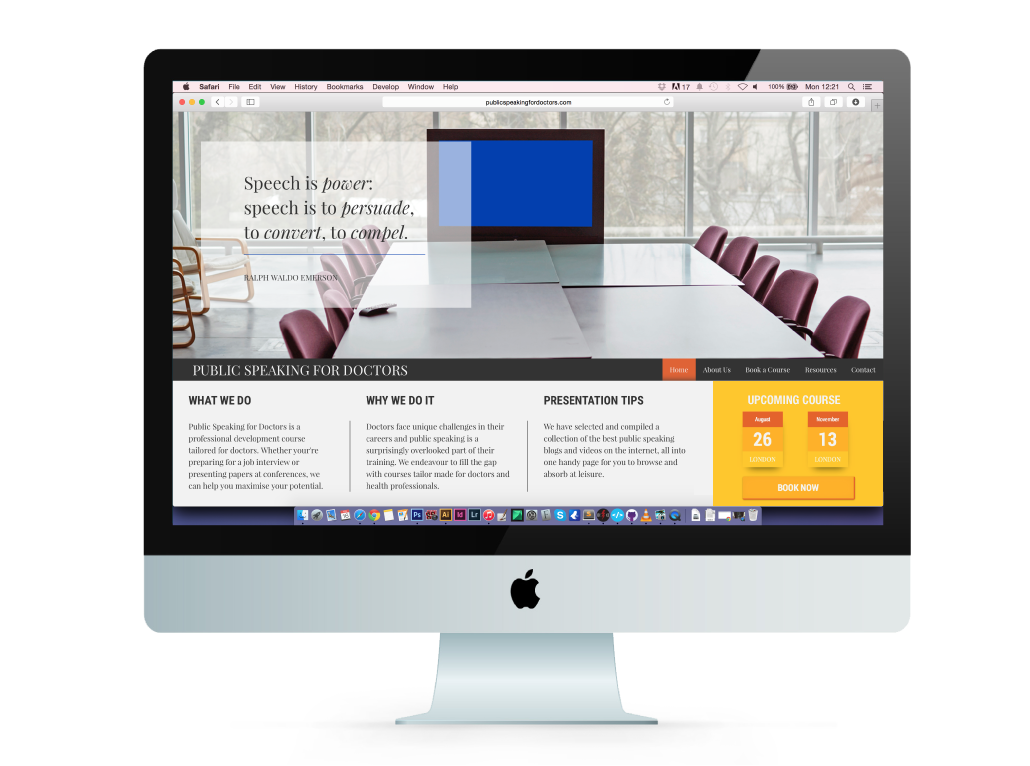 Safari File Edit View History Bookmarks Develop Window Help 17 100% Mon 12:21
publicspeakingfordoctors.com
Speech is power:
speech is to persuade,
to convert, to compel.
RALPH WALDO EMERSON
PUBLIC SPEAKING FOR DOCTORS
Home About Us Book a Course Resources Contact
WHAT WE DO
Public Speaking for Doctors is a
professional development course
tailored for doctors. Whether you're
preparing for a job interview or
presenting papers at conferences, we
can help you maximise your potential.
WHY WE DO IT
Doctors face unique challenges in their
careers and public speaking is a
surprisingly overlooked part of their
training. We endeavour to fill the gap
with courses tailor made for doctors and
health professionals.
PRESENTATION TIPS
We have selected and compiled a
collection of the best public speaking
blogs and videos on the internet, all into
one handy page for you to browse and
absorb at leisure.
UPCOMING COURSE
August
26
LONDON
November
13
LONDON
BOOK NOW
Ps Ai Id Lr